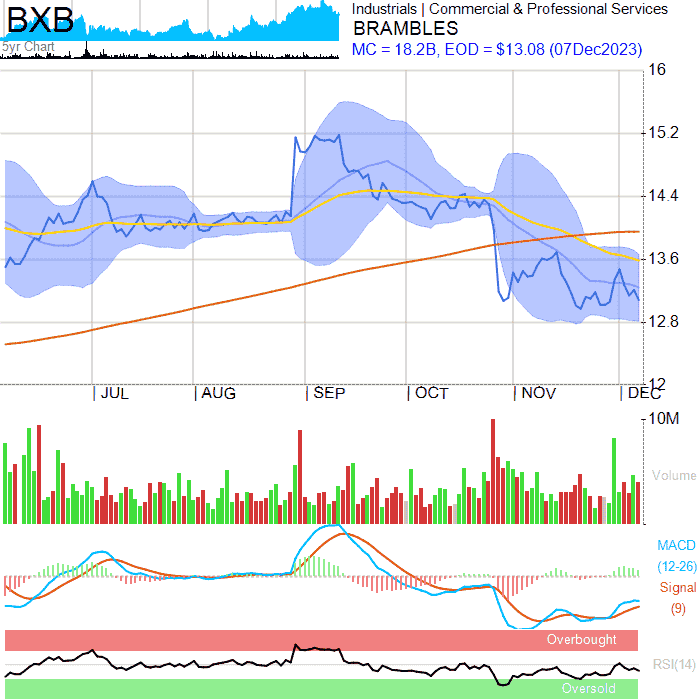 BXB
5yr Chart
Industrials | Commercial & Professional Services
BRAMBLES
MC = 18.2B, EOD = $13.08 (07Dec2023)
16
15.2
14.4
13.6
12.8
12
JUL AUG SEP OCT NOV DEC
10M
Volume
MACD
(12-26)
Signal
(9)
Overbought
RSI(14)
Oversold